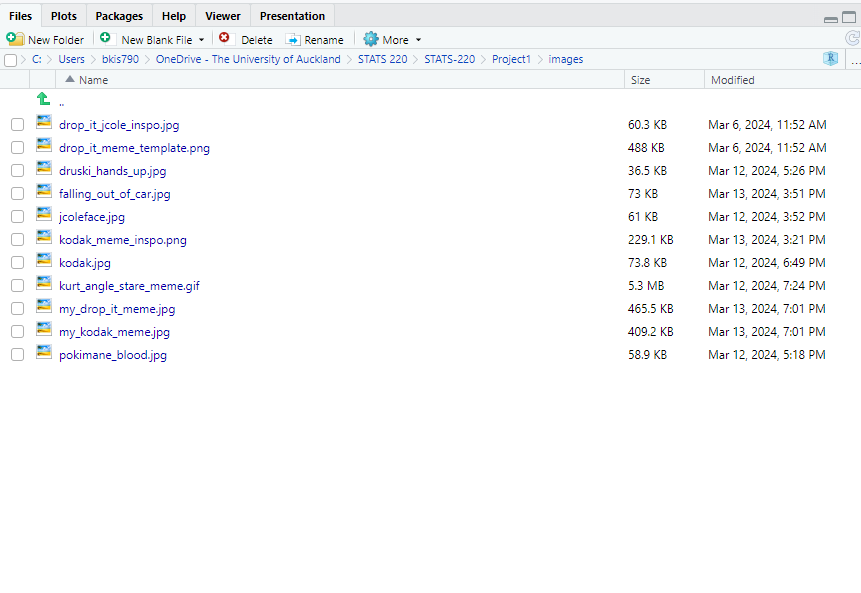 Files Plots Packages Help Viewer Presentation
New Folder New Blank File Delete Rename More
C: Users bkis790 OneDrive - The University of Auckland STATS 220 STATS-220 Project1 images R ...
Name Size Modified
..
drop_it_jcole_inspo.jpg 60.3 KB Mar 6, 2024, 11:52 AM
drop_it_meme_template.png 488 KB Mar 6, 2024, 11:52 AM
druski_hands_up.jpg 36.5 KB Mar 12, 2024, 5:26 PM
falling_out_of_car.jpg 73 KB Mar 13, 2024, 3:51 PM
jcoleface.jpg 61 KB Mar 12, 2024, 3:52 PM
kodak_meme_inspo.png 229.1 KB Mar 13, 2024, 3:21 PM
kodak.jpg 73.8 KB Mar 12, 2024, 6:49 PM
kurt_angle_stare_meme.gif 5.3 MB Mar 12, 2024, 7:24 PM
my_drop_it_meme.jpg 465.5 KB Mar 13, 2024, 7:01 PM
my_kodak_meme.jpg 409.2 KB Mar 13, 2024, 7:01 PM
pokimane_blood.jpg 58.9 KB Mar 12, 2024, 5:18 PM